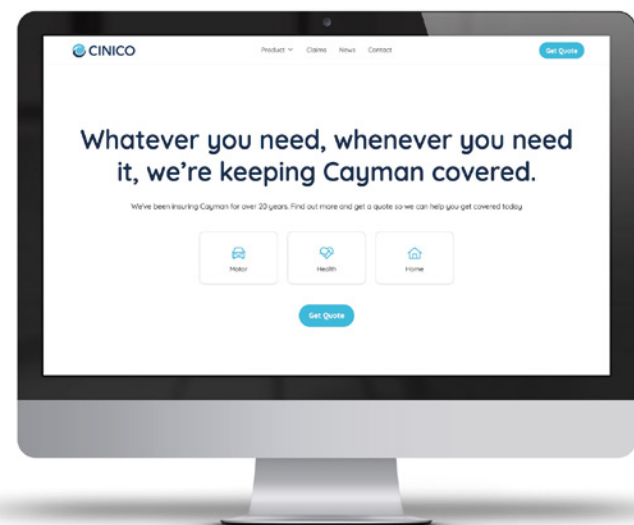 CINICO
Product Claims News Contact
Get Quote
Whatever you need, whenever you need
it, we're keeping Cayman covered.
We've been insuring Cayman for over 20 years. Find out more and get a quote so we can help you get covered today
Motor Health Home
Get Quote